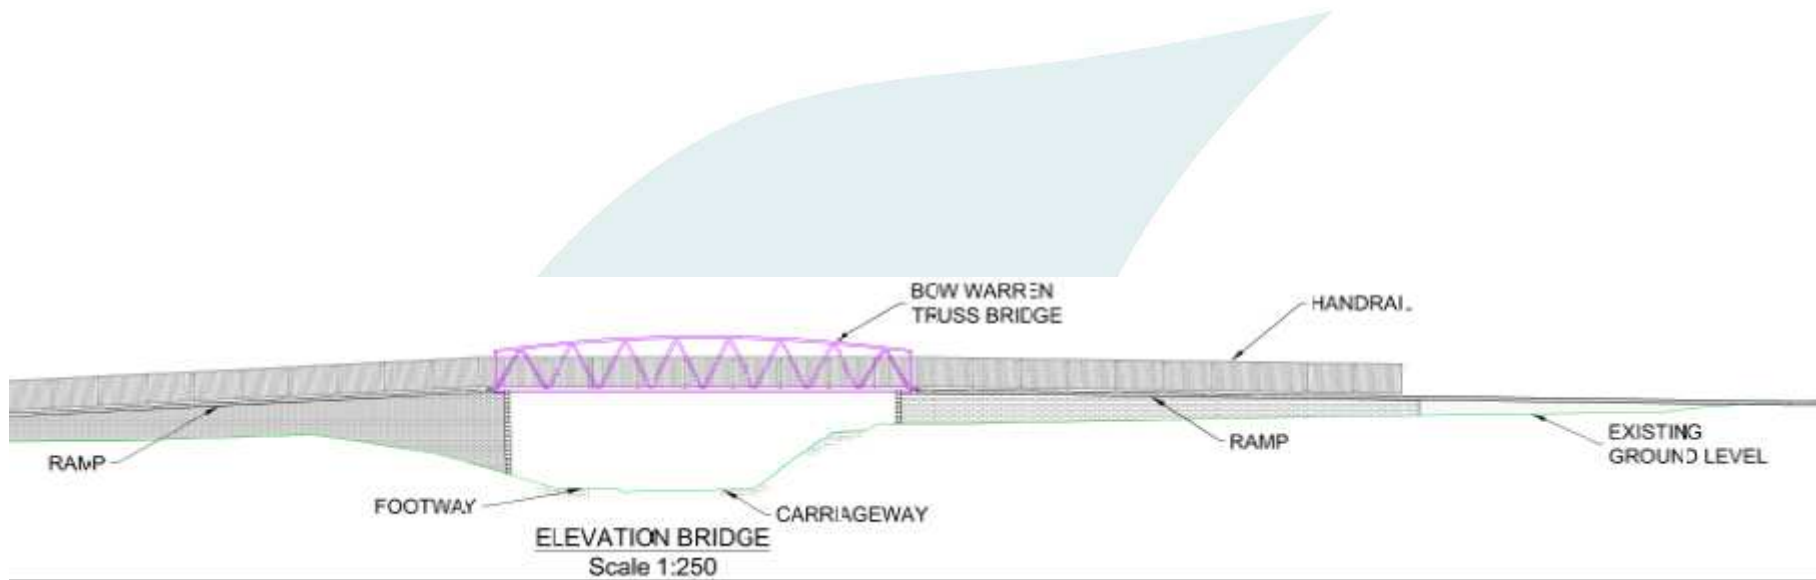 BOW WARREN
TRUSS BRIDGE
HANDRAIL
RAMP
RAMP
EXISTING
GROUND LEVEL
FOOTWAY
CARRIAGEWAY
ELEVATION BRIDGE
Scale 1:250